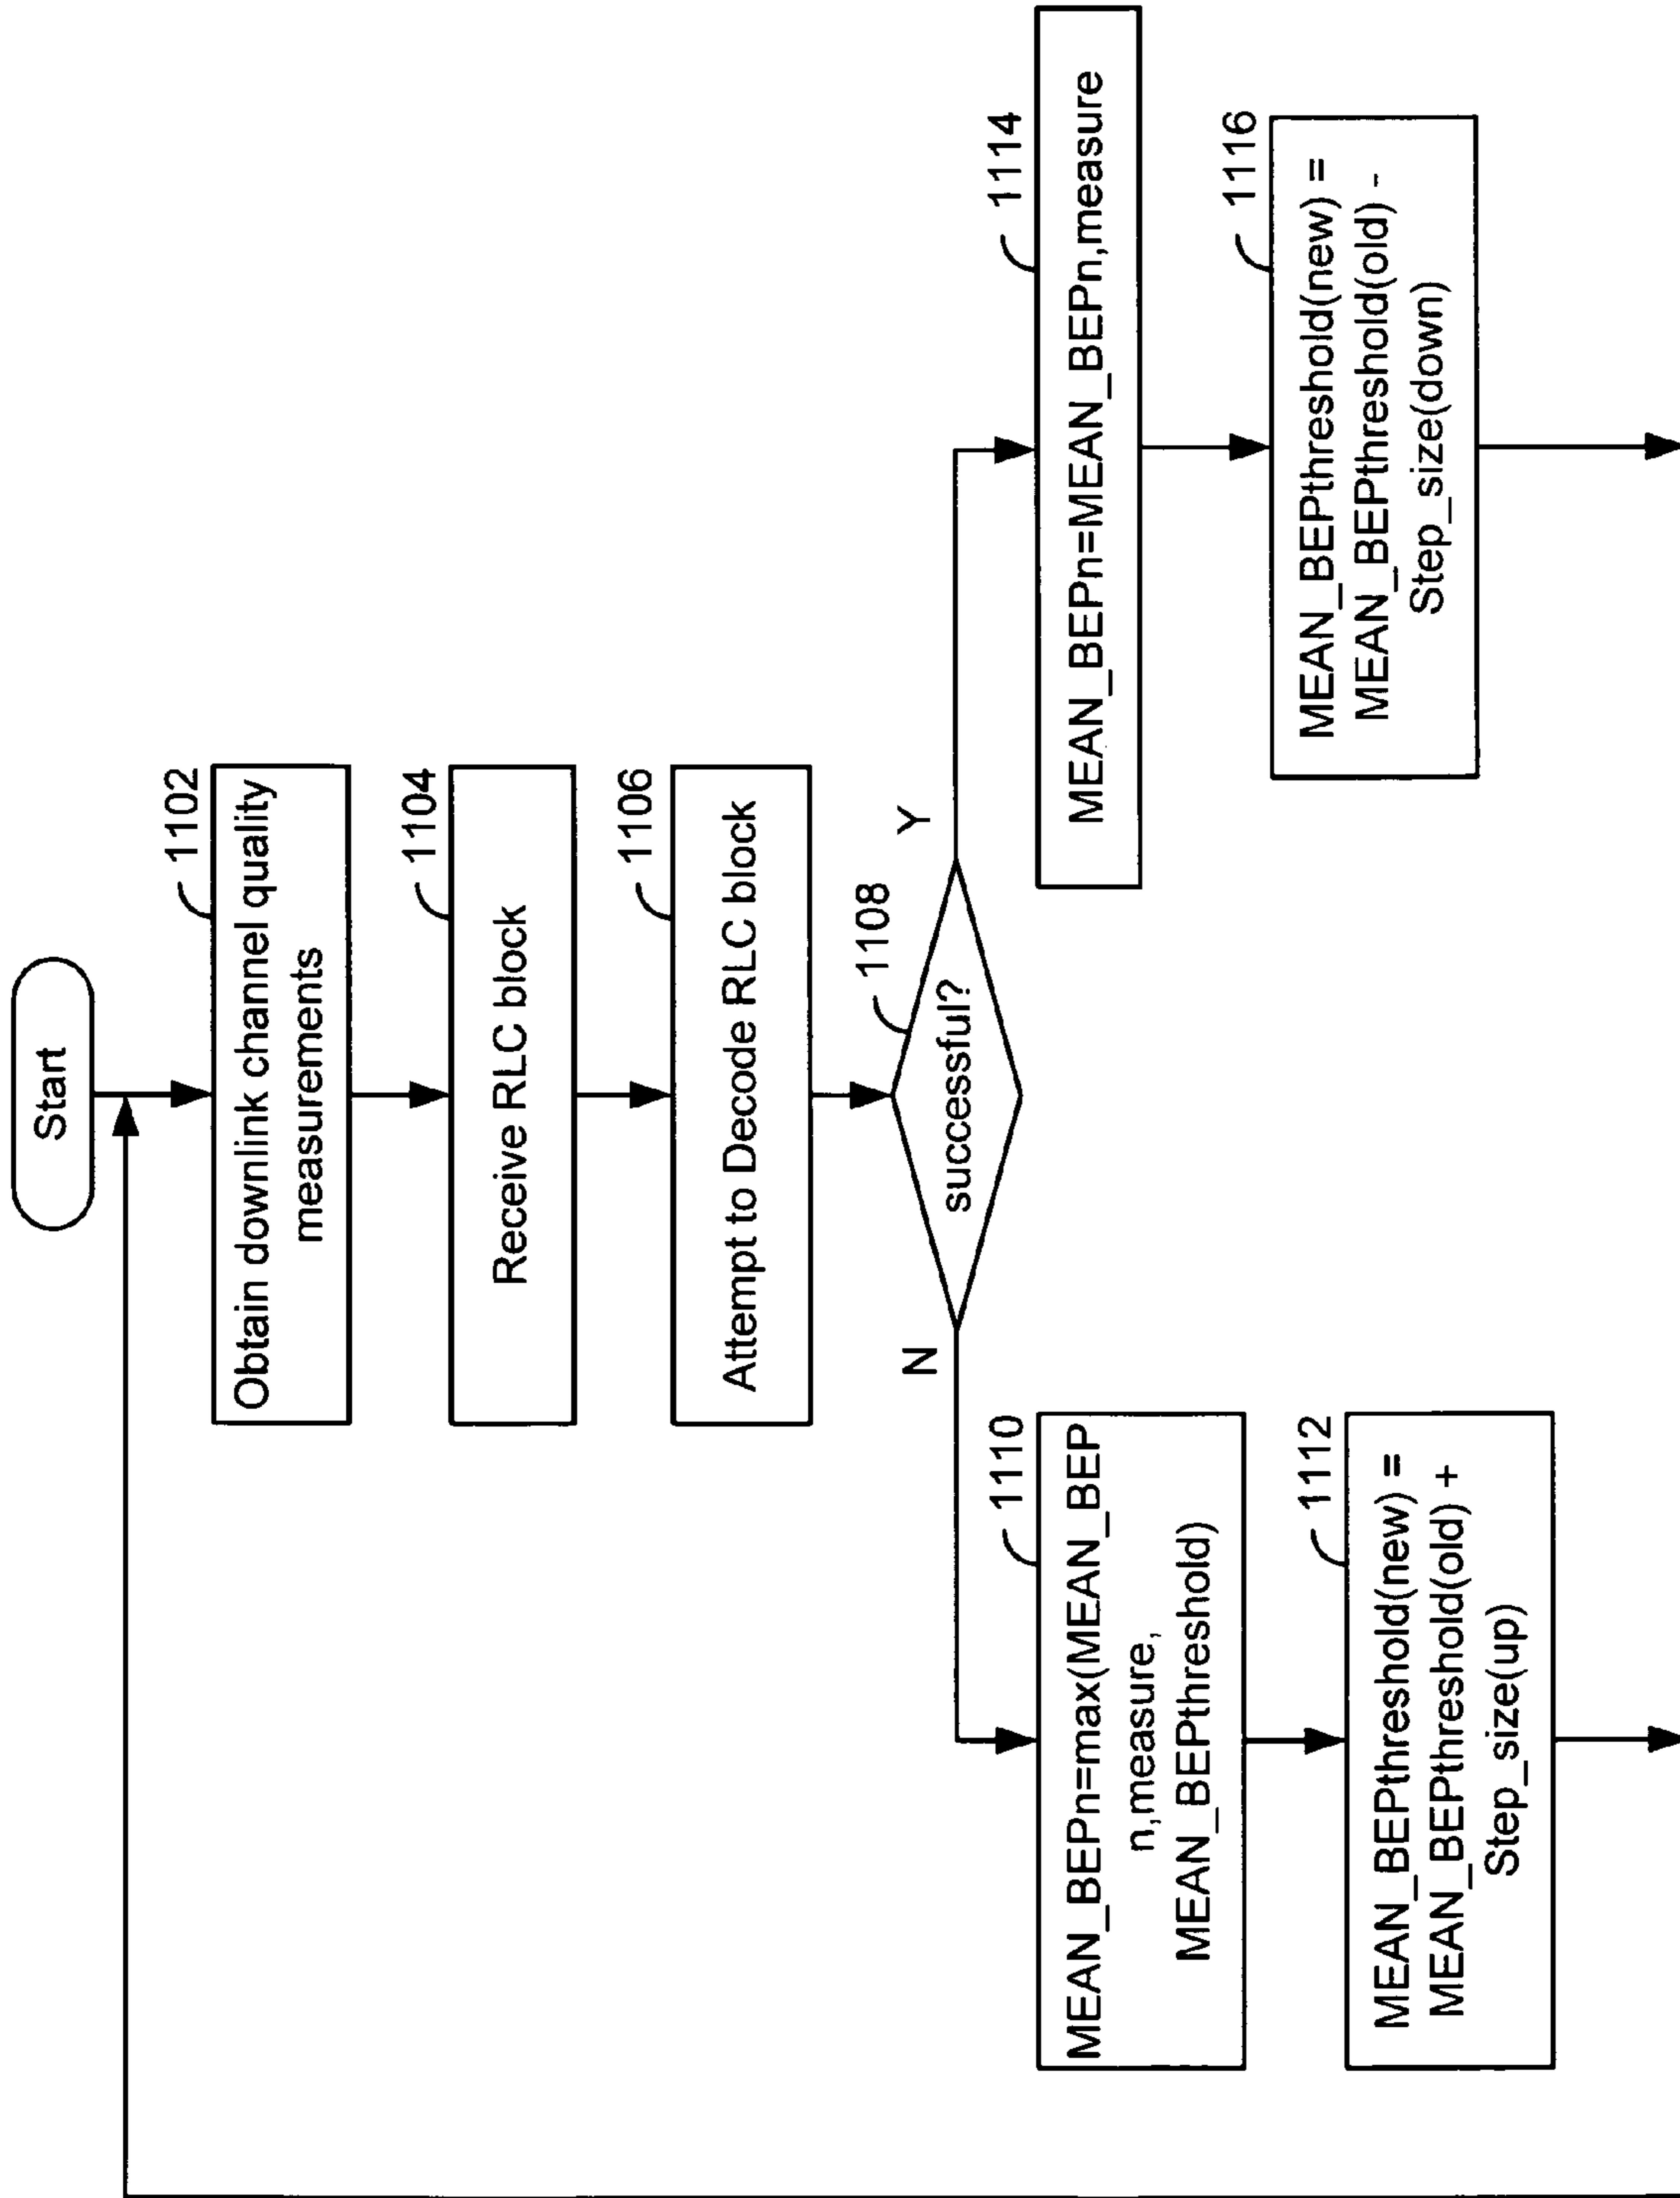 Start
1102
Obtain downlink channel quality
measurements
1104
Receive RLC block
1106
Attempt to Decode RLC block
1108
successful?
N
Y
1110
MEAN_BEPn=max(MEAN_BEP
n,measure,
MEAN_BEPthreshold)
1112
MEAN_BEPthreshold(new) =
MEAN_BEPthreshold(old) +
Step_size(up)
1114
MEAN_BEPn=MEAN_BEPn,measure
1116
MEAN_BEPthreshold(new) =
MEAN_BEPthreshold(old) -
Step_size(down)